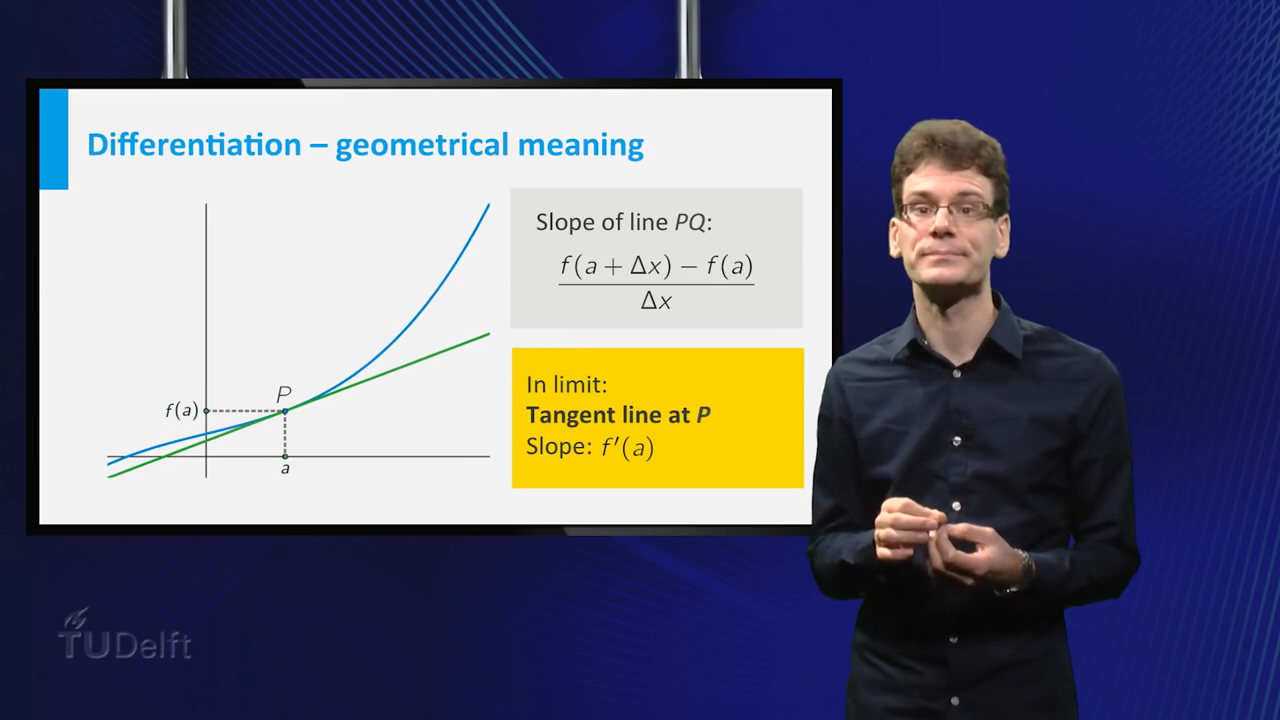 Differentiation – geometrical meaning
Slope of line PQ:
f(a + Δx) − f(a)
Δx
P
f(a)
a
In limit:
Tangent line at P
Slope: f′(a)
TUDelft